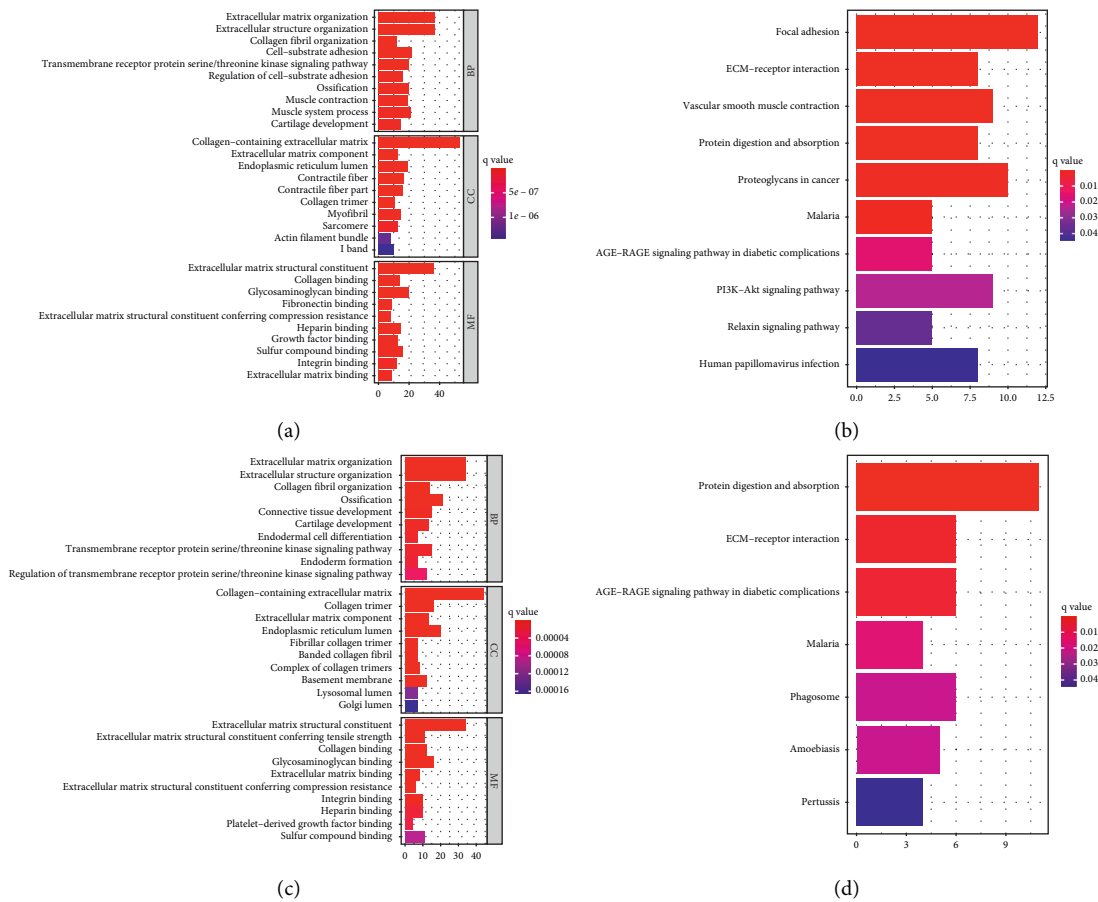 Extracellular matrix organization
Extracellular structure organization
Collagen fibril organization
Cell−substrate adhesion
Transmembrane receptor protein serine/threonine kinase signaling pathway
Regulation of cell−substrate adhesion
Ossification
Muscle contraction
Muscle system process
Cartilage development
BP
Collagen−containing extracellular matrix
Extracellular matrix component
Endoplasmic reticulum lumen
Contractile fiber
Contractile fiber part
Collagen trimer
Myofibril
Sarcomere
Actin filament bundle
I band
CC
Extracellular matrix structural constituent
Collagen binding
Glycosaminoglycan binding
Fibronectin binding
Extracellular matrix structural constituent conferring compression resistance
Heparin binding
Growth factor binding
Sulfur compound binding
Integrin binding
Extracellular matrix binding
MF
0 20 40
q value
5e − 07
1e − 06
(a)
Focal adhesion
ECM−receptor interaction
Vascular smooth muscle contraction
Protein digestion and absorption
Proteoglycans in cancer
Malaria
AGE−RAGE signaling pathway in diabetic complications
PI3K−Akt signaling pathway
Relaxin signaling pathway
Human papillomavirus infection
0.0 2.5 5.0 7.5 10.0 12.5
q value
0.01
0.02
0.03
0.04
(b)
Extracellular matrix organization
Extracellular structure organization
Collagen fibril organization
Ossification
Connective tissue development
Cartilage development
Endodermal cell differentiation
Transmembrane receptor protein serine/threonine kinase signaling pathway
Endoderm formation
Regulation of transmembrane receptor protein serine/threonine kinase signaling pathway
BP
Collagen−containing extracellular matrix
Collagen trimer
Extracellular matrix component
Endoplasmic reticulum lumen
Fibrillar collagen trimer
Banded collagen fibril
Complex of collagen trimers
Basement membrane
Lysosomal lumen
Golgi lumen
CC
Extracellular matrix structural constituent
Extracellular matrix structural constituent conferring tensile strength
Collagen binding
Glycosaminoglycan binding
Extracellular matrix binding
Extracellular matrix structural constituent conferring compression resistance
Integrin binding
Heparin binding
Platelet−derived growth factor binding
Sulfur compound binding
MF
0 10 20 30 40
q value
0.00004
0.00008
0.00012
0.00016
(c)
Protein digestion and absorption
ECM−receptor interaction
AGE−RAGE signaling pathway in diabetic complications
Malaria
Phagosome
Amoebiasis
Pertussis
0 3 6 9
q value
0.01
0.02
0.03
0.04
(d)